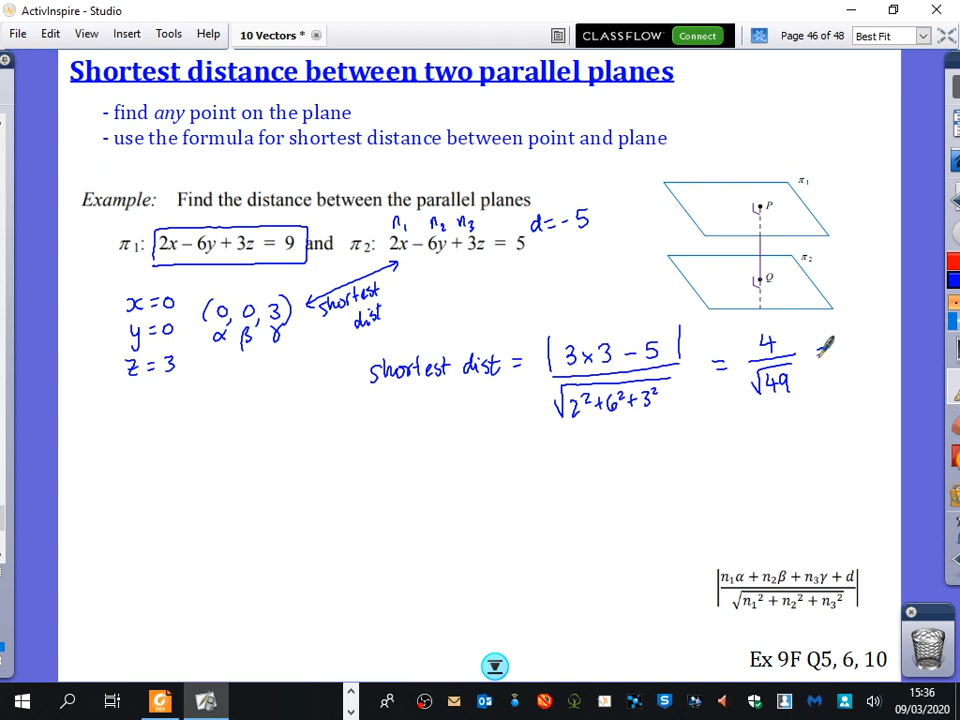 ActivInspire - Studio
File Edit View Insert Tools Help 10 Vectors * CLASSFLOW Connect Page 46 of 48 Best Fit
Shortest distance between two parallel planes
- find any point on the plane
- use the formula for shortest distance between point and plane
Example: Find the distance between the parallel planes
n₁ n₂ n₃ d = -5
π₁: 2x – 6y + 3z = 9 and π₂: 2x – 6y + 3z = 5
π₁
P
π₂
Q
x = 0 (0, 0, 3) shortest dist
y = 0 α β γ
z = 3
shortest dist = |3 x 3 - 5| / √2² + 6² + 3² = 4 / √49
|n₁α + n₂β + n₃γ + d / √n₁² + n₂² + n₃²|
Ex 9F Q5, 6, 10
15:36
09/03/2020